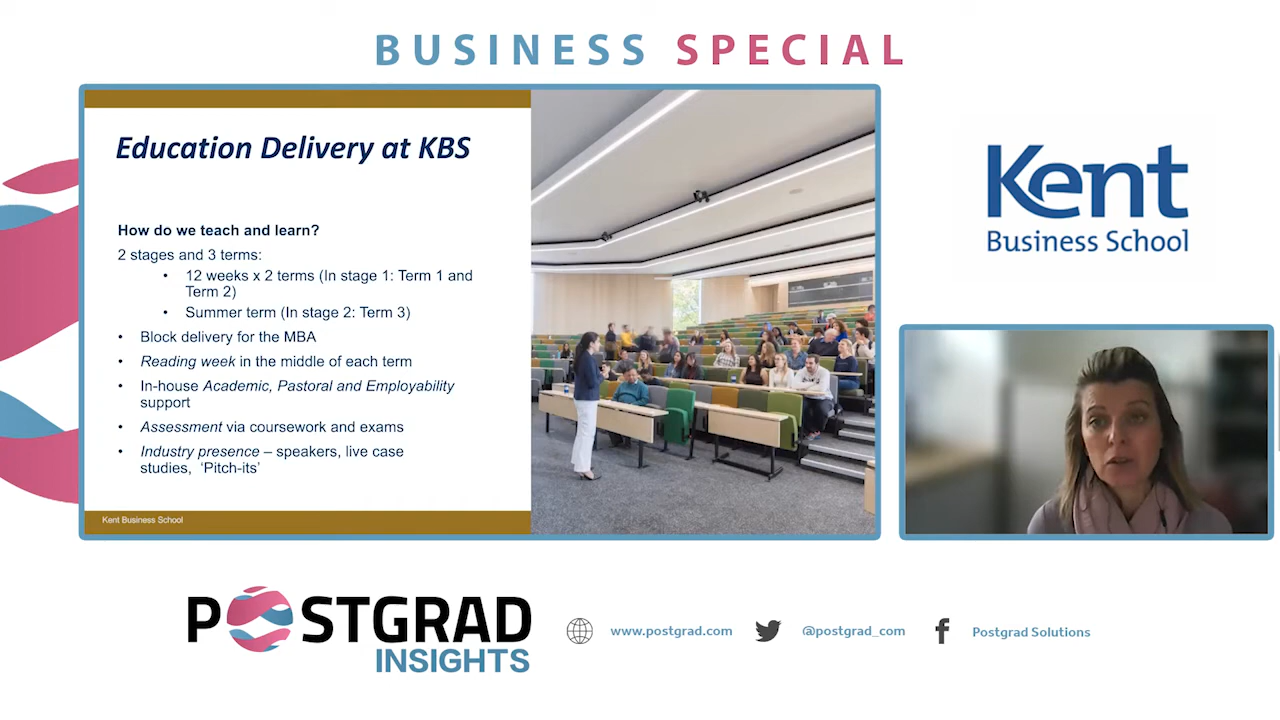 BUSINESS SPECIAL
Education Delivery at KBS
How do we teach and learn?
2 stages and 3 terms:
• 12 weeks x 2 terms (In stage 1: Term 1 and
Term 2)
• Summer term (In stage 2: Term 3)
• Block delivery for the MBA
• Reading week in the middle of each term
• In-house Academic, Pastoral and Employability
support
• Assessment via coursework and exams
• Industry presence – speakers, live case
studies, ‘Pitch-its’
Kent Business School
Kent
Business School
POSTGRAD
INSIGHTS
www.postgrad.com
@postgrad_com
Postgrad Solutions